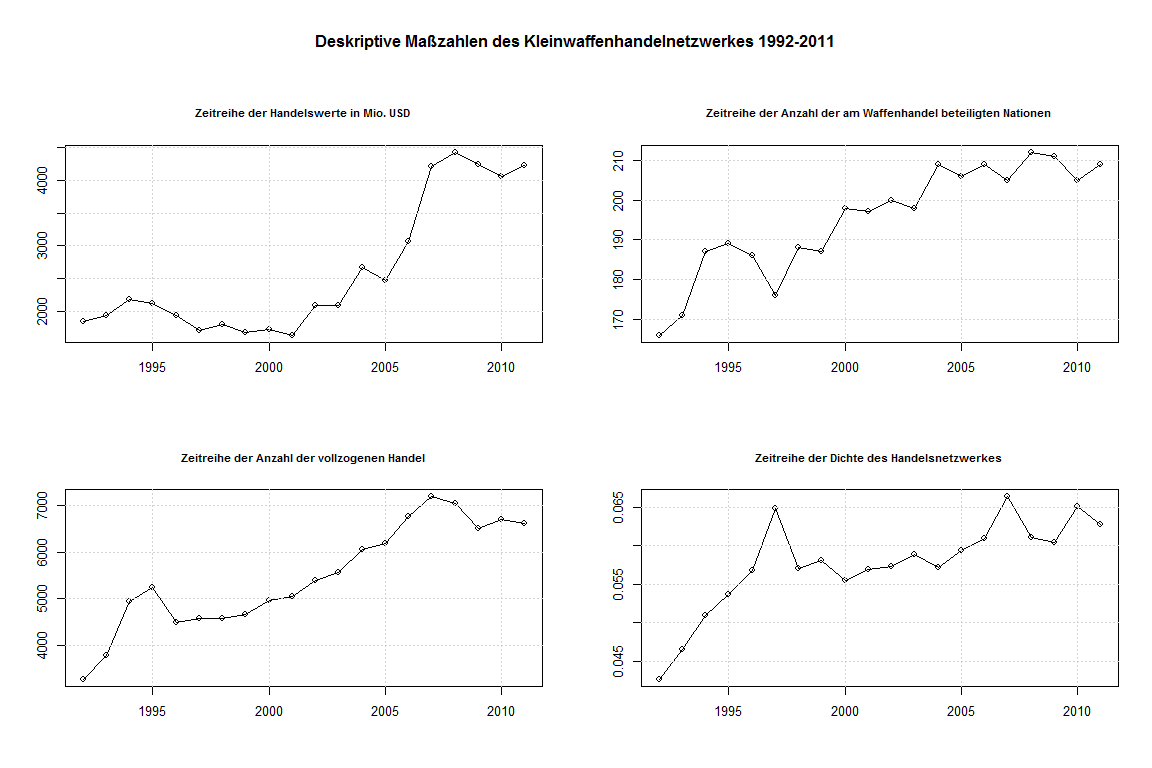 Deskriptive Maßzahlen des Kleinwaffenhandelnetzwerkes 1992-2011
Zeitreihe der Handelswerte in Mio. USD
4000
3000
2000
1995 2000 2005 2010
Zeitreihe der Anzahl der am Waffenhandel beteiligten Nationen
210
200
190
180
170
1995 2000 2005 2010
Zeitreihe der Anzahl der vollzogenen Handel
7000
6000
5000
4000
1995 2000 2005 2010
Zeitreihe der Dichte des Handelsnetzwerkes
0.065
0.055
0.045
1995 2000 2005 2010